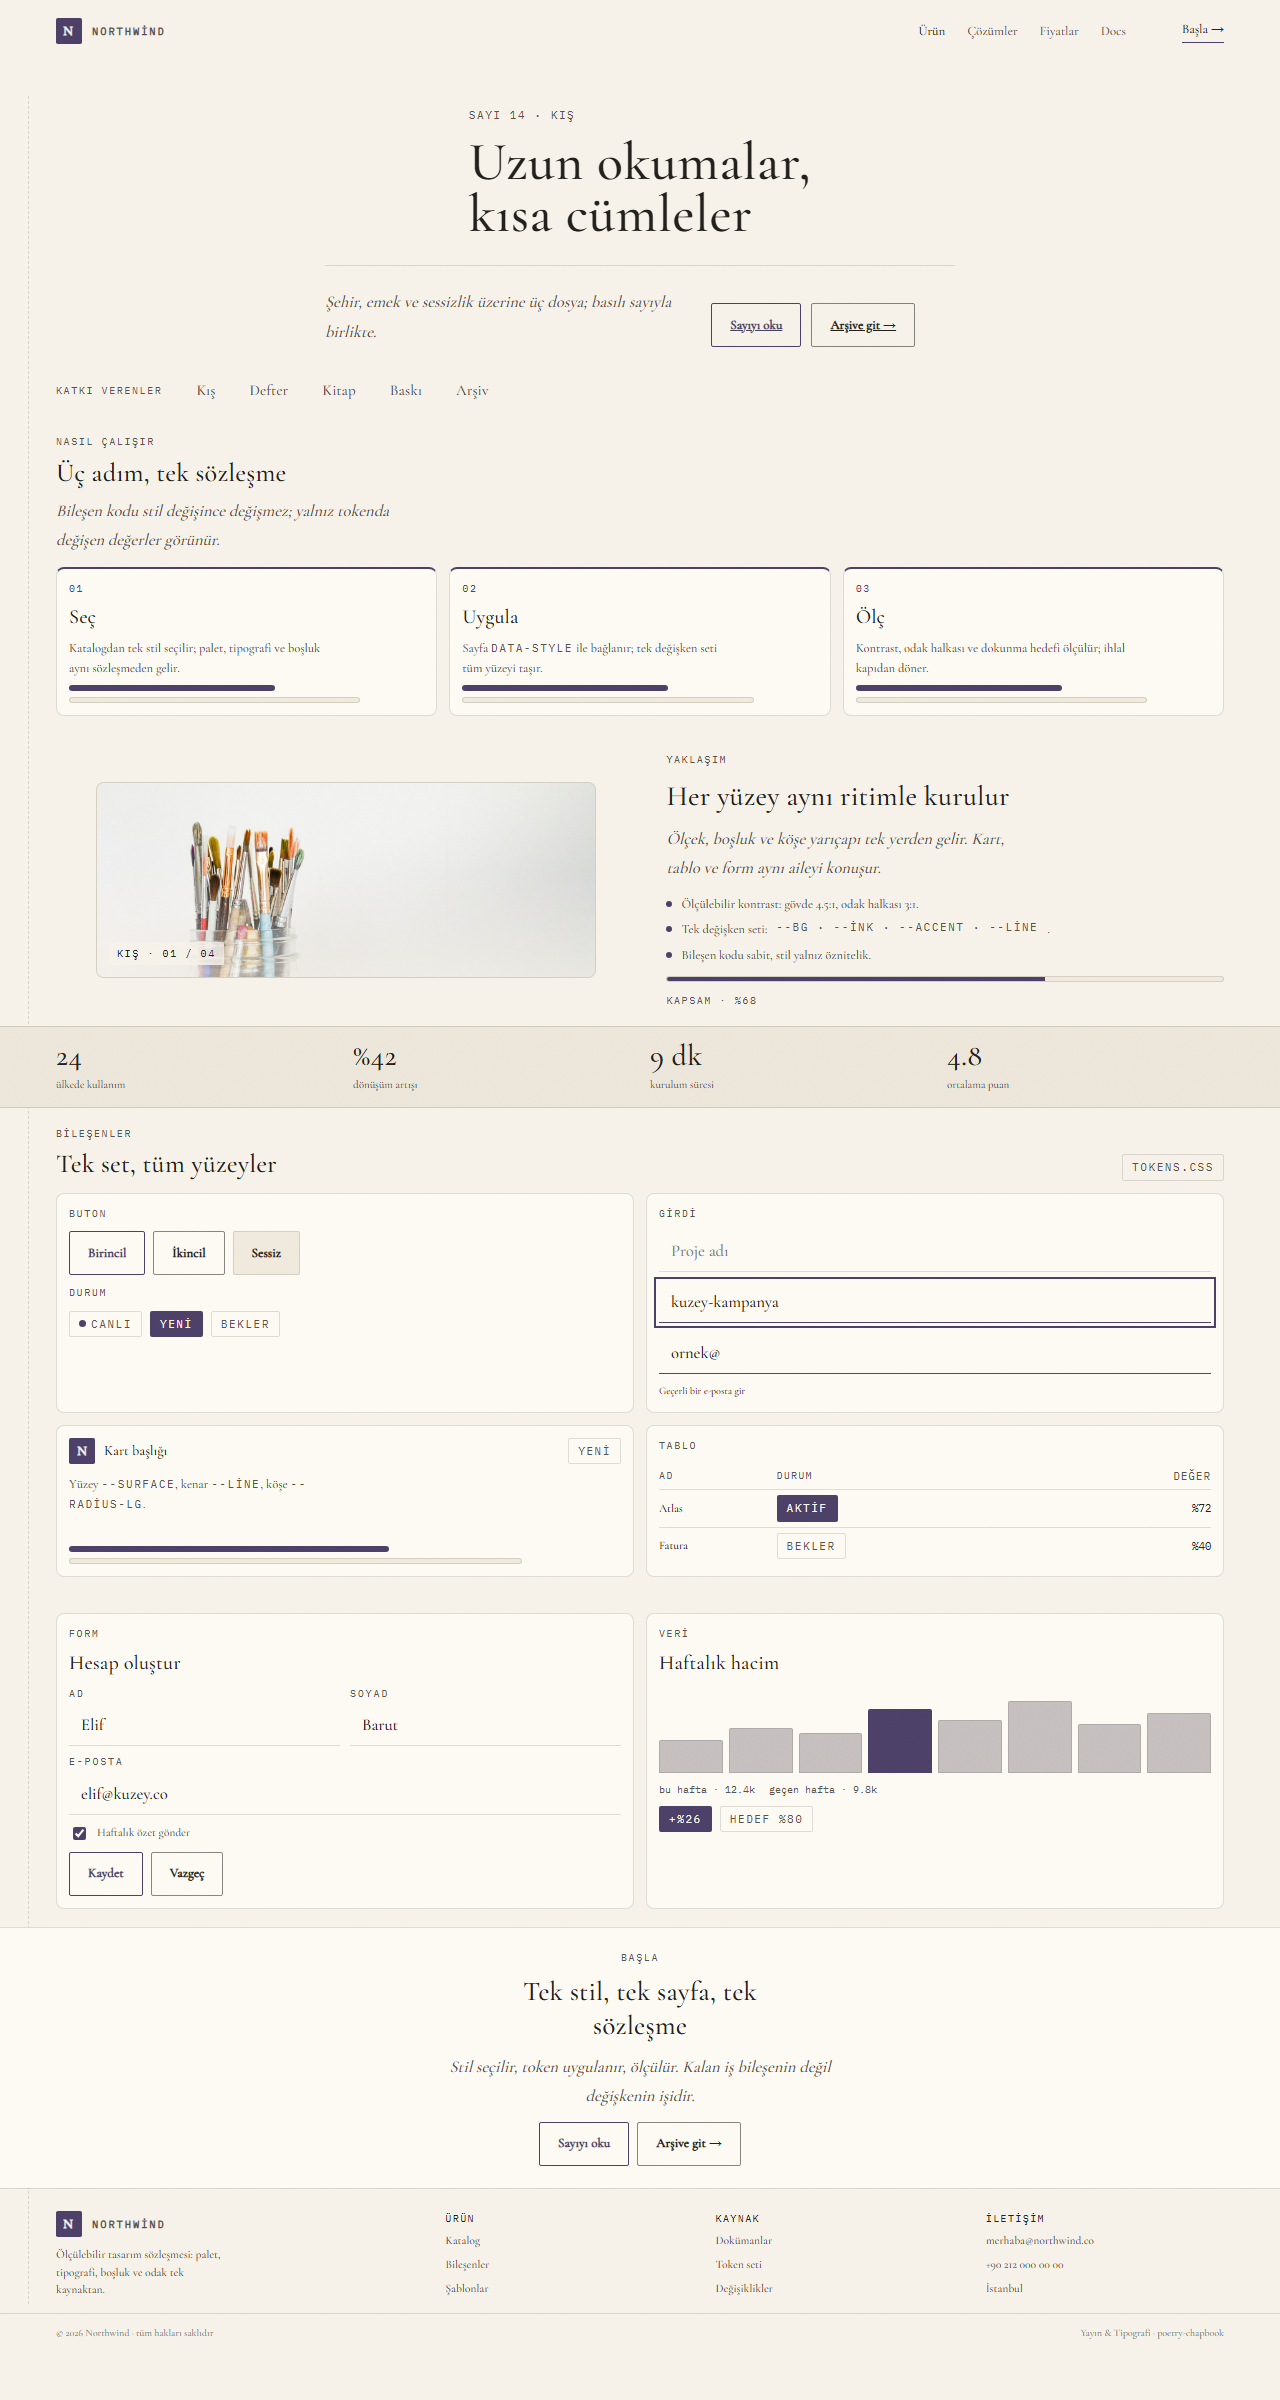 N NORTHWİND
Ürün Çözümler Fiyatlar Docs Başla →
SAYI 14 · KIŞ
Uzun okumalar,
kısa cümleler
Şehir, emek ve sessizlik üzerine üç dosya; basılı sayıyla
birlikte.
Sayıyı oku Arşive git →
KATKI VERENLER Kış Defter Kitap Baskı Arşiv
NASIL ÇALIŞIR
Üç adım, tek sözleşme
Bileşen kodu stil değişince değişmez; yalnız tokenda
değişen değerler görünür.
01
Seç
Katalogdan tek stil seçilir; palet, tipografi ve boşluk
aynı sözleşmeden gelir.
02
Uygula
Sayfa DATA-STYLE ile bağlanır; tek değişken seti
tüm yüzeyi taşır.
03
Ölç
Kontrast, odak halkası ve dokunma hedefi ölçülür; ihlal
kapıdan döner.
KIŞ · 01 / 04
YAKLAŞIM
Her yüzey aynı ritimle kurulur
Ölçek, boşluk ve köşe yarıçapı tek yerden gelir. Kart,
tablo ve form aynı aileyi konuşur.
Ölçülebilir kontrast: gövde 4.5:1, odak halkası 3:1.
Tek değişken seti: --BG · --İNK · --ACCENT · --LİNE .
Bileşen kodu sabit, stil yalnız öznitelik.
KAPSAM · %68
24
ülkede kullanım
%42
dönüşüm artışı
9 dk
kurulum süresi
4.8
ortalama puan
BİLEŞENLER
Tek set, tüm yüzeyler
TOKENS.CSS
BUTON
Birincil İkincil Sessiz
DURUM
CANLI YENİ BEKLER
GİRDİ
Proje adı
kuzey-kampanya
ornek@
Geçerli bir e-posta gir
N Kart başlığı YENİ
Yüzey --SURFACE, kenar --LİNE, köşe --
RADİUS-LG.
TABLO
AD DURUM DEĞER
Atlas AKTİF %72
Fatura BEKLER %40
FORM
Hesap oluştur
AD SOYAD
Elif Barut
E-POSTA
elif@kuzey.co
Haftalık özet gönder
Kaydet Vazgeç
VERİ
Haftalık hacim
bu hafta · 12.4k geçen hafta · 9.8k
+%26 HEDEF %80
BAŞLA
Tek stil, tek sayfa, tek
sözleşme
Stil seçilir, token uygulanır, ölçülür. Kalan iş bileşenin değil
değişkenin işidir.
Sayıyı oku Arşive git →
N NORTHWİND
Ölçülebilir tasarım sözleşmesi: palet,
tipografi, boşluk ve odak tek
kaynaktan.
ÜRÜN
Katalog
Bileşenler
Şablonlar
KAYNAK
Dokümanlar
Token seti
Değişiklikler
İLETİŞİM
merhaba@northwind.co
+90 212 000 00 00
İstanbul
© 2026 Northwind · tüm hakları saklıdır
Yayın & Tipografi · poetry-chapbook